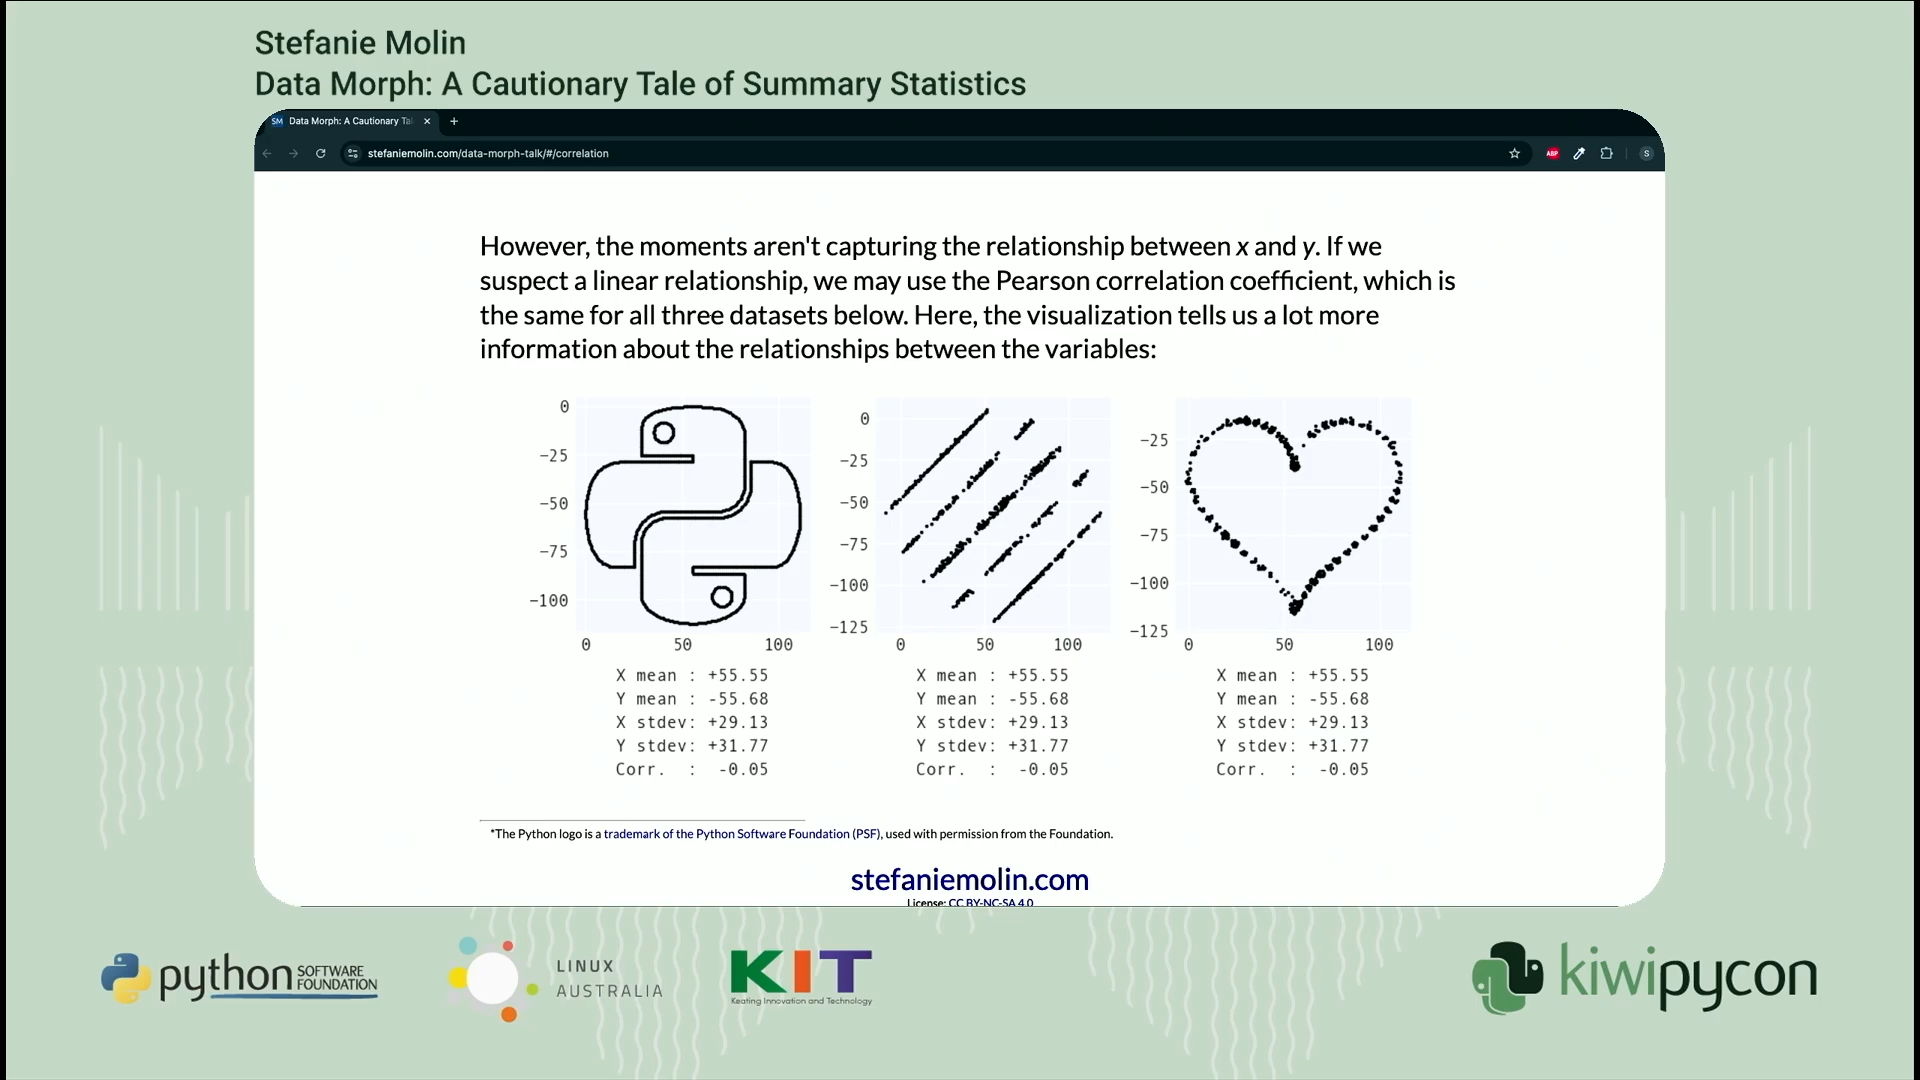 Stefanie Molin
Data Morph: A Cautionary Tale of Summary Statistics
SM Data Morph: A Cautionary Ta
stefaniemolin.com/data-morph-talk/#/correlation
ABP
S
However, the moments aren't capturing the relationship between x and y. If we
suspect a linear relationship, we may use the Pearson correlation coefficient, which is
the same for all three datasets below. Here, the visualization tells us a lot more
information about the relationships between the variables:
0
−25
−50
−75
−100
0 50 100
X mean : +55.55
Y mean : -55.68
X stdev: +29.13
Y stdev: +31.77
Corr. : -0.05
0
−25
−50
−75
−100
−125
0 50 100
X mean : +55.55
Y mean : -55.68
X stdev: +29.13
Y stdev: +31.77
Corr. : -0.05
−25
−50
−75
−100
−125
0 50 100
X mean : +55.55
Y mean : -55.68
X stdev: +29.13
Y stdev: +31.77
Corr. : -0.05
*The Python logo is a trademark of the Python Software Foundation (PSF), used with permission from the Foundation.
stefaniemolin.com
License: CC BY-NC-SA 4.0
python SOFTWARE
FOUNDATION
LINUX
AUSTRALIA
KIT
Keating Innovation and Technology
kiwipycon